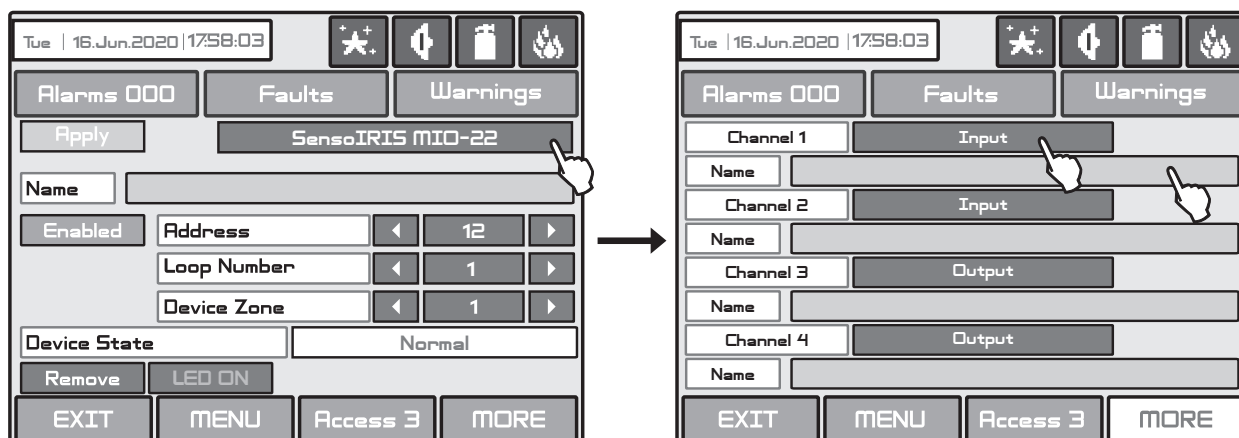 Tue | 16.Jun.2020 | 17:58:03
Alarms 000 Faults Warnings
Apply SensoIRIS MIO-22
Name
Enabled Address 12
Loop Number 1
Device Zone 1
Device State Normal
Remove LED ON
EXIT MENU Access 3 MORE
Tue | 16.Jun.2020 | 17:58:03
Alarms 000 Faults Warnings
Channel 1 Input
Name
Channel 2 Input
Name
Channel 3 Output
Name
Channel 4 Output
Name
EXIT MENU Access 3 MORE